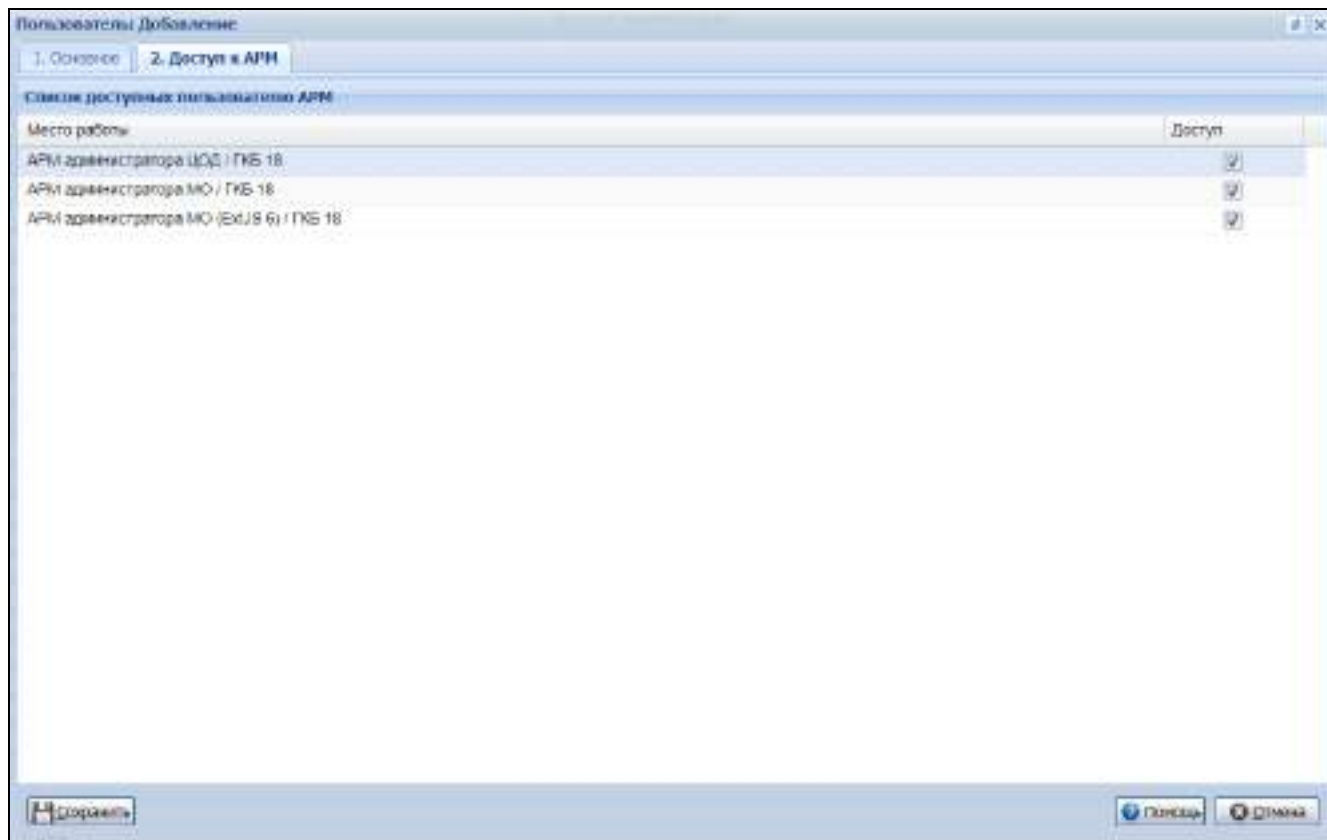 Пользователь: Добавление
1. Основное
2. Доступ к АРМ
Список доступных пользователю АРМ
Место работы
Доступ
АРМ администратора ЦОД / ГКБ 18
АРМ администратора МО / ГКБ 18
АРМ администратора МО (ExtJS 6) / ГКБ 18
Сохранить
Помощь
Отмена